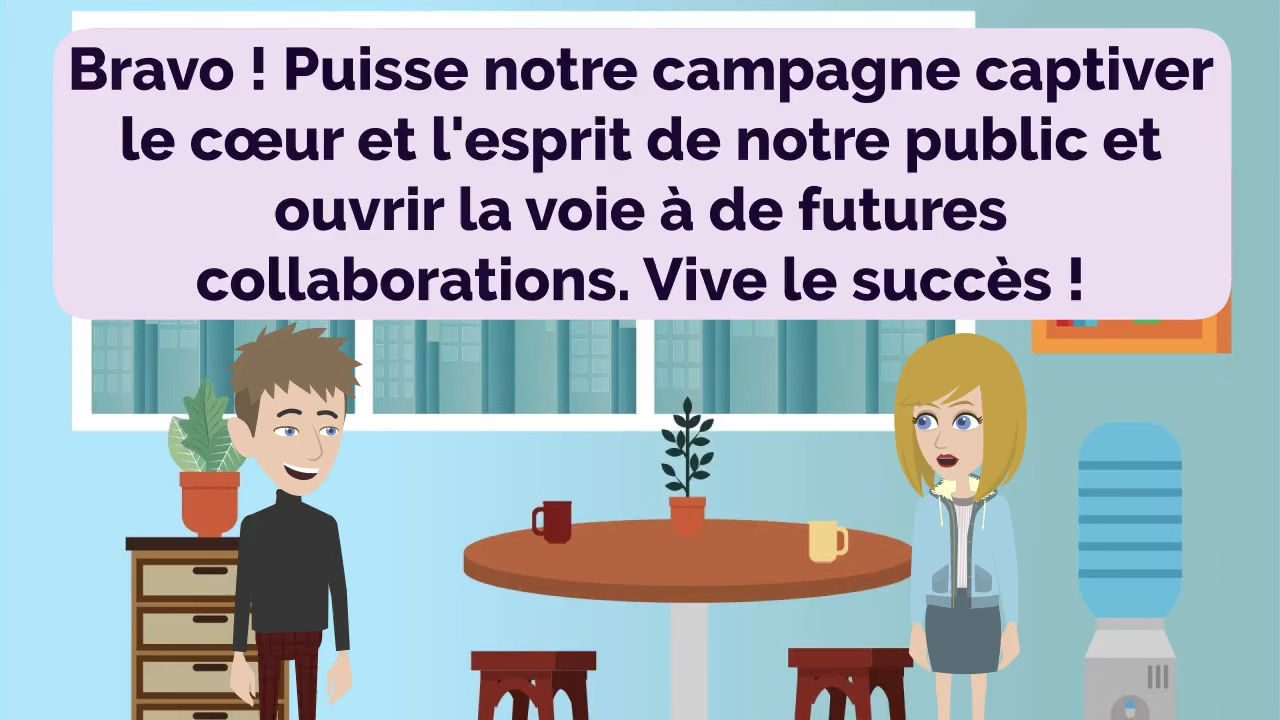 Bravo ! Puisse notre campagne captiver
le cœur et l'esprit de notre public et
ouvrir la voie à de futures
collaborations. Vive le succès !